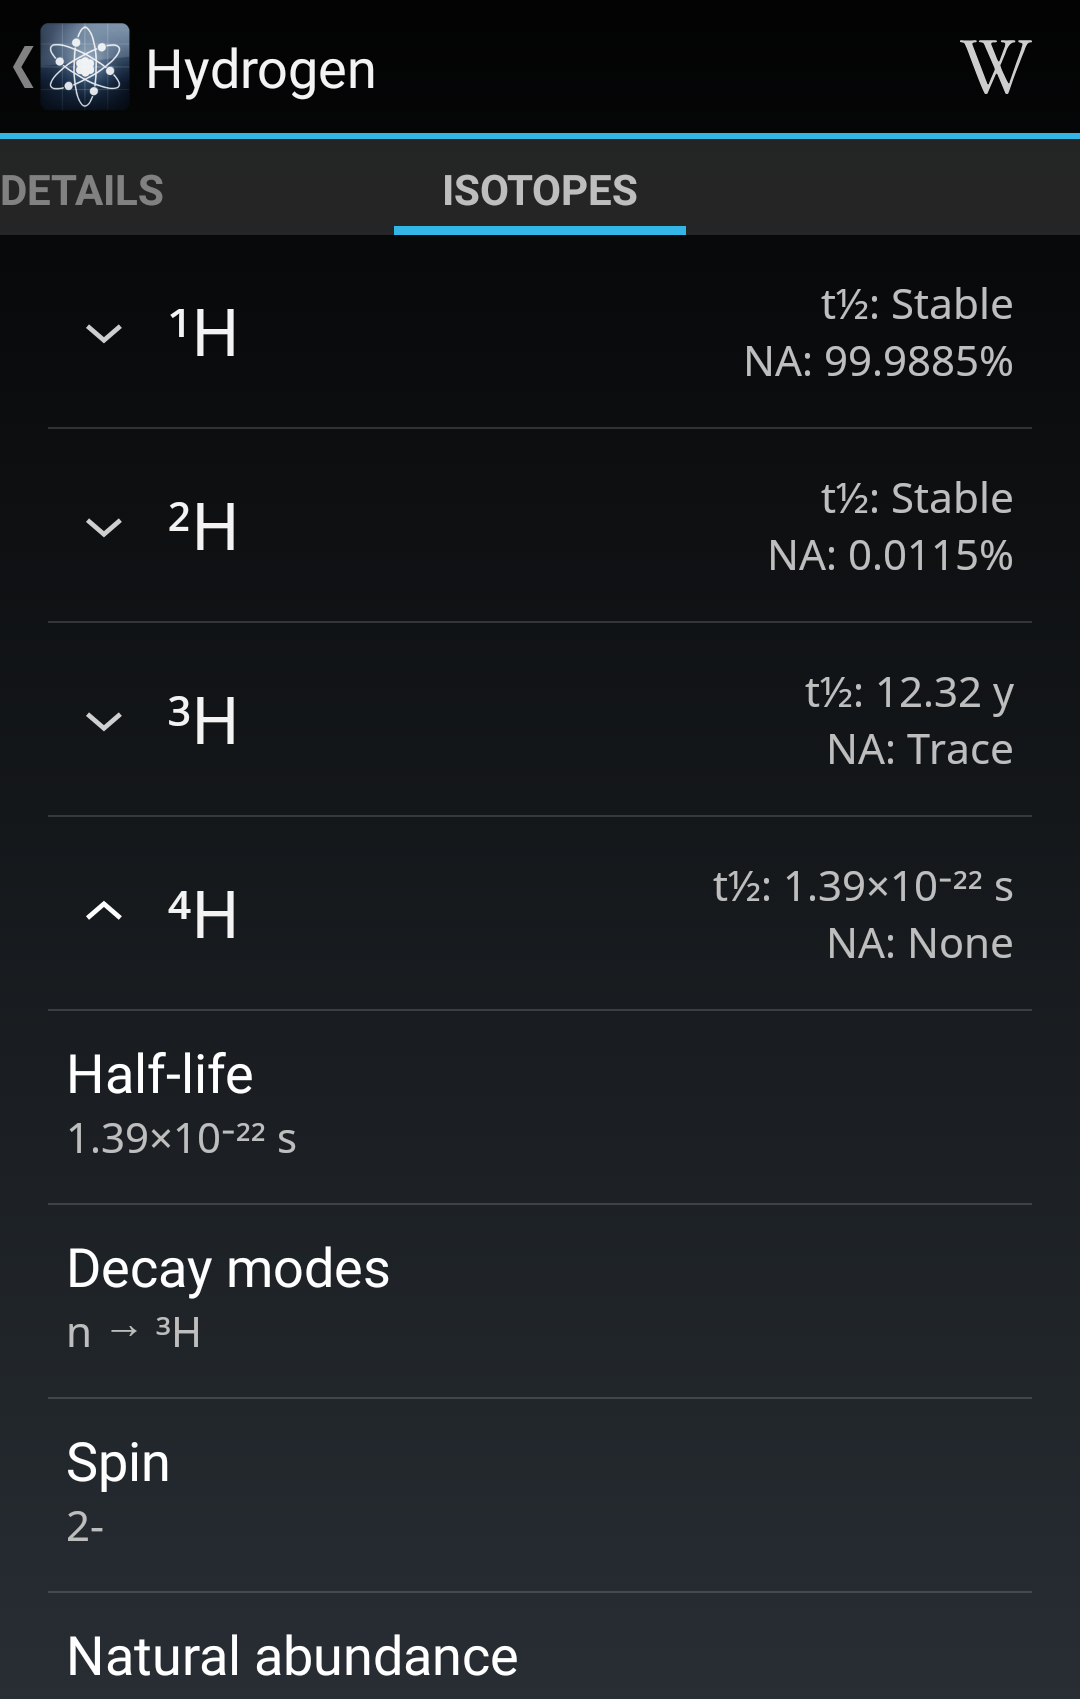 Hydrogen W
DETAILS ISOTOPES
¹H t½: Stable
NA: 99.9885%
²H t½: Stable
NA: 0.0115%
³H t½: 12.32 y
NA: Trace
⁴H t½: 1.39×10⁻²² s
NA: None
Half-life
1.39×10⁻²² s
Decay modes
n → ³H
Spin
2-
Natural abundance